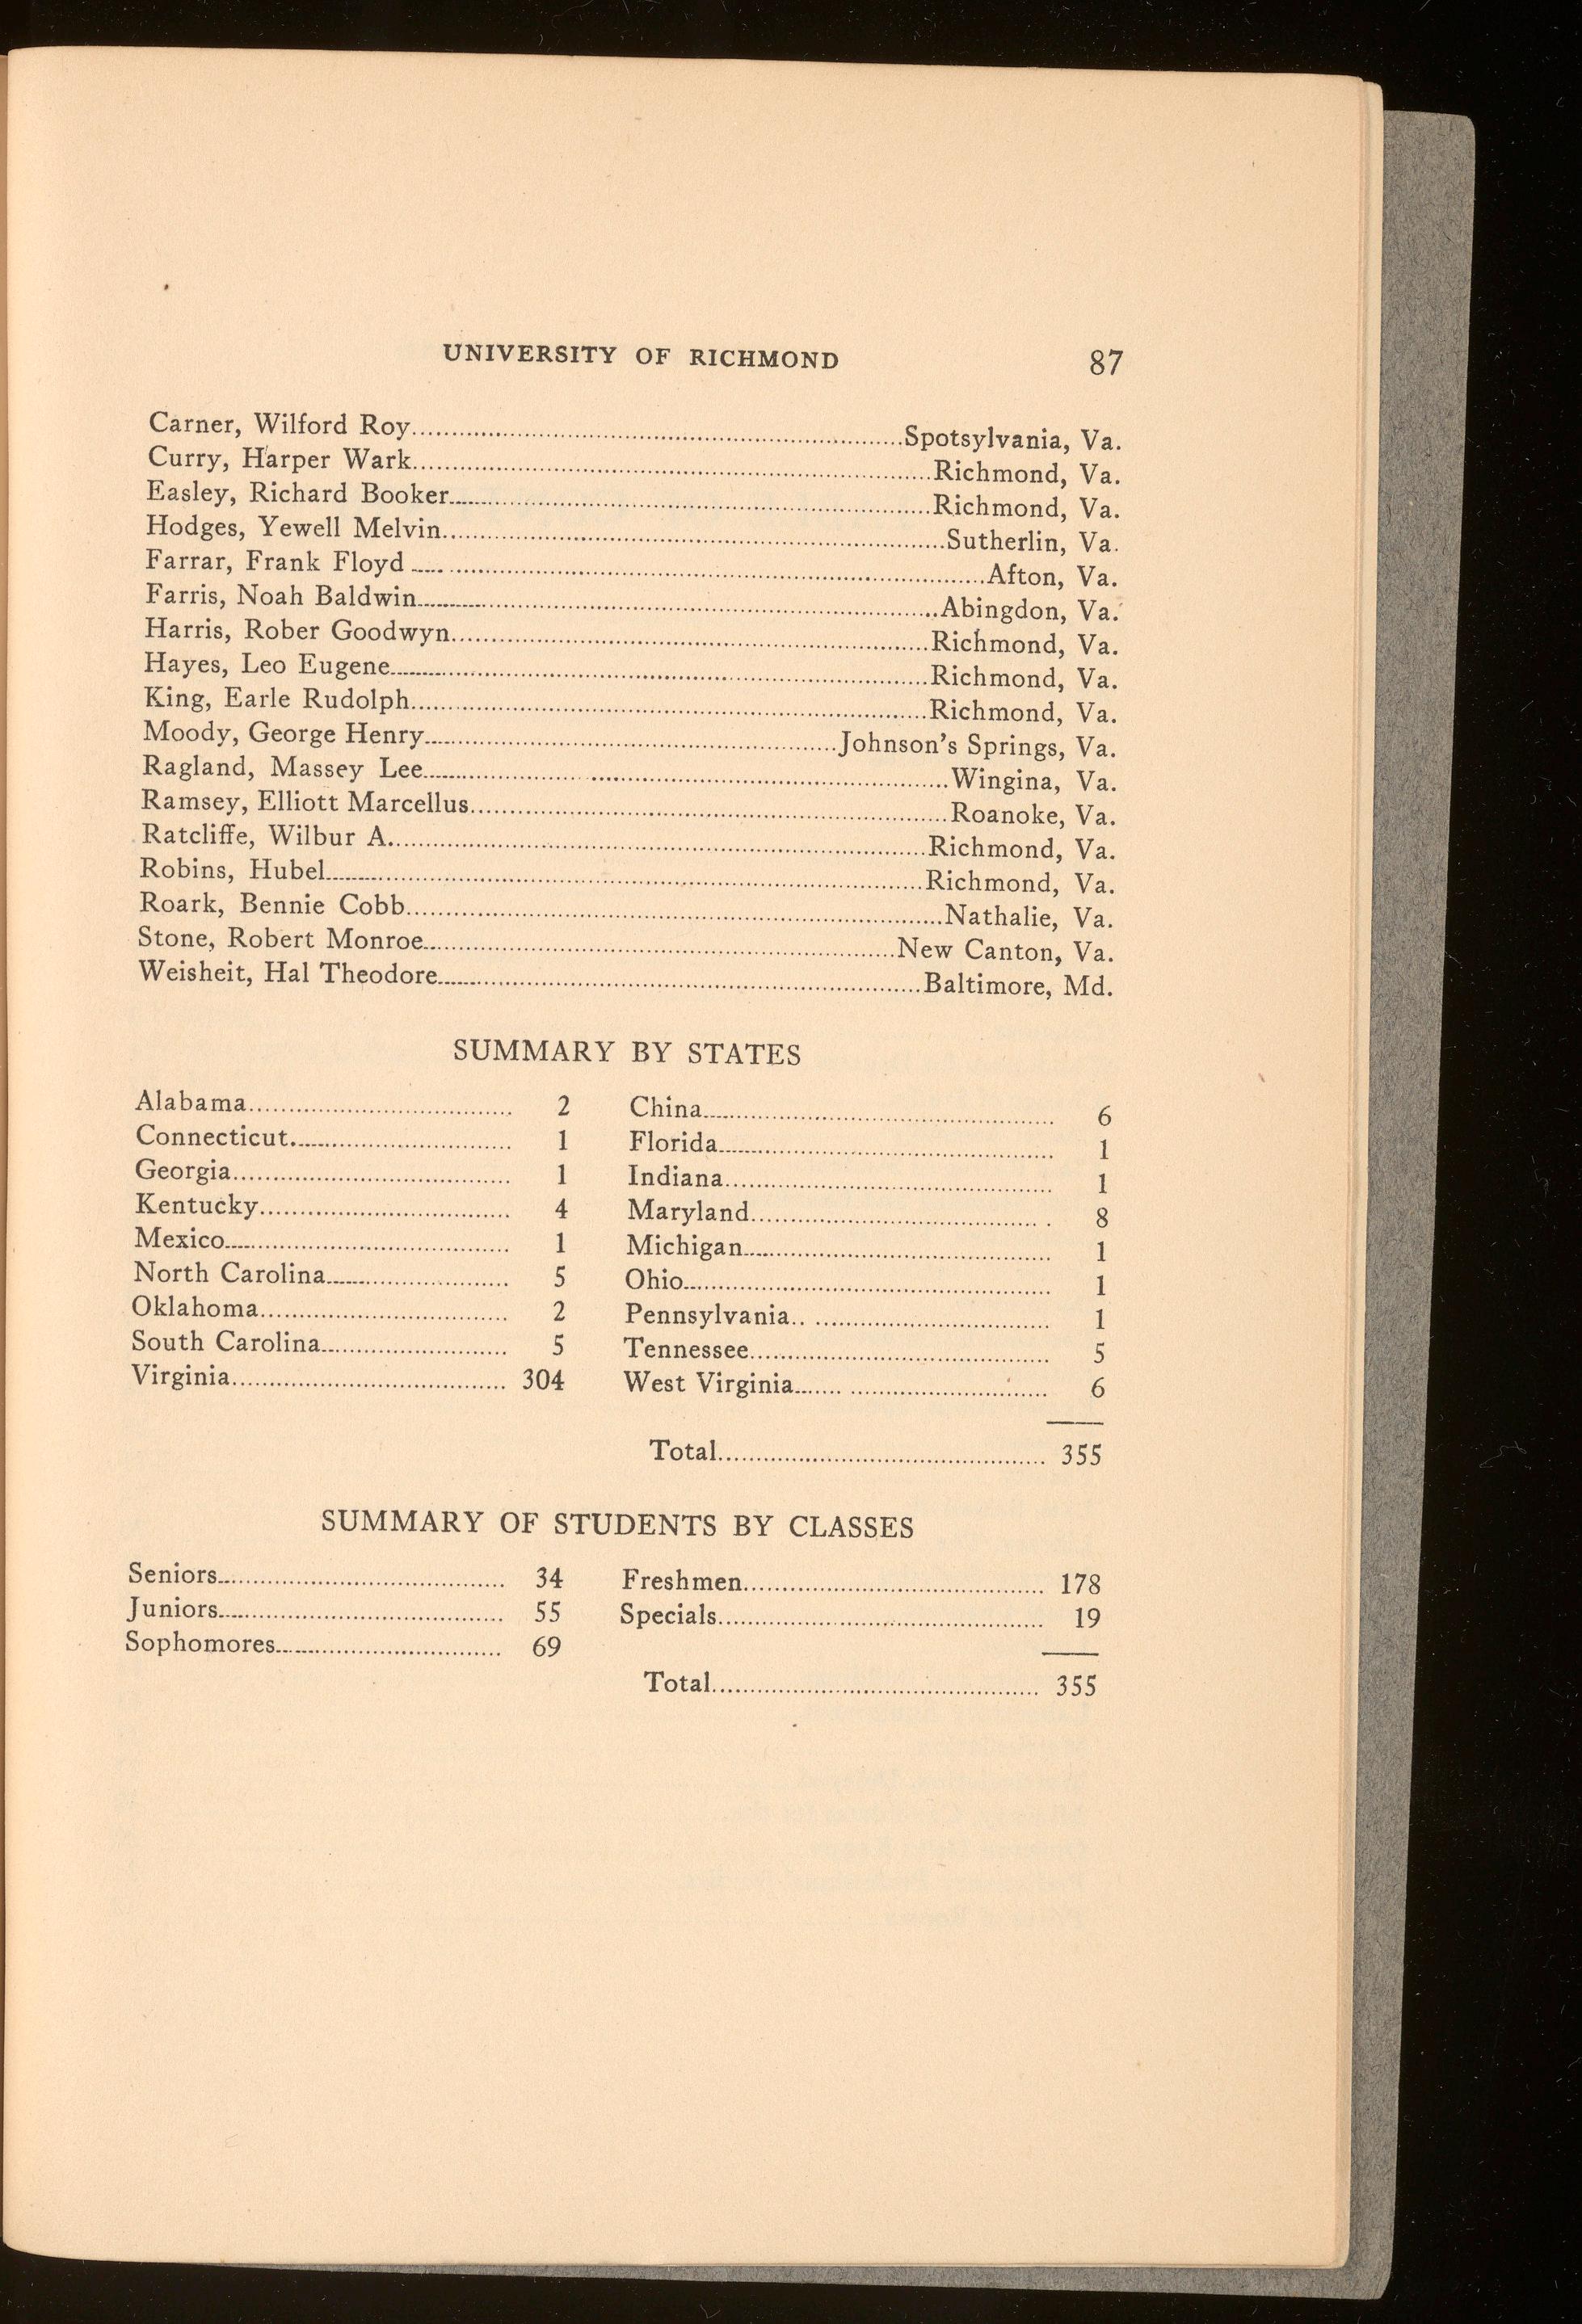 UNIVERSITY OF RICHMOND 87
Carner, Wilford Roy Spotsylvania, Va.
Curry, Harper Wark Richmond, Va.
Easley, Richard Booker Richmond, Va.
Hodges, Yewell Melvin Sutherlin, Va.
Farrar, Frank Floyd Afton, Va.
Farris, Noah Baldwin Abingdon, Va.
Harris, Rober Goodwyn Richmond, Va.
Hayes, Leo Eugene Richmond, Va.
King, Earle Rudolph Richmond, Va.
Moody, George Henry Johnson's Springs, Va.
Ragland, Massey Lee Wingina, Va.
Ramsey, Elliott Marcellus Roanoke, Va.
Ratcliffe, Wilbur A. Richmond, Va.
Robins, Hubel Richmond, Va.
Roark, Bennie Cobb Nathalie, Va.
Stone, Robert Monroe New Canton, Va.
Weisheit, Hal Theodore Baltimore, Md.
SUMMARY BY STATES
Alabama 2 China 6
Connecticut 1 Florida 1
Georgia 1 Indiana 1
Kentucky 4 Maryland 8
Mexico 1 Michigan 1
North Carolina 5 Ohio 1
Oklahoma 2 Pennsylvania 1
South Carolina 5 Tennessee 5
Virginia 304 West Virginia 6
Total 355
SUMMARY OF STUDENTS BY CLASSES
Seniors 34 Freshmen 178
Juniors 55 Specials 19
Sophomores 69
Total 355